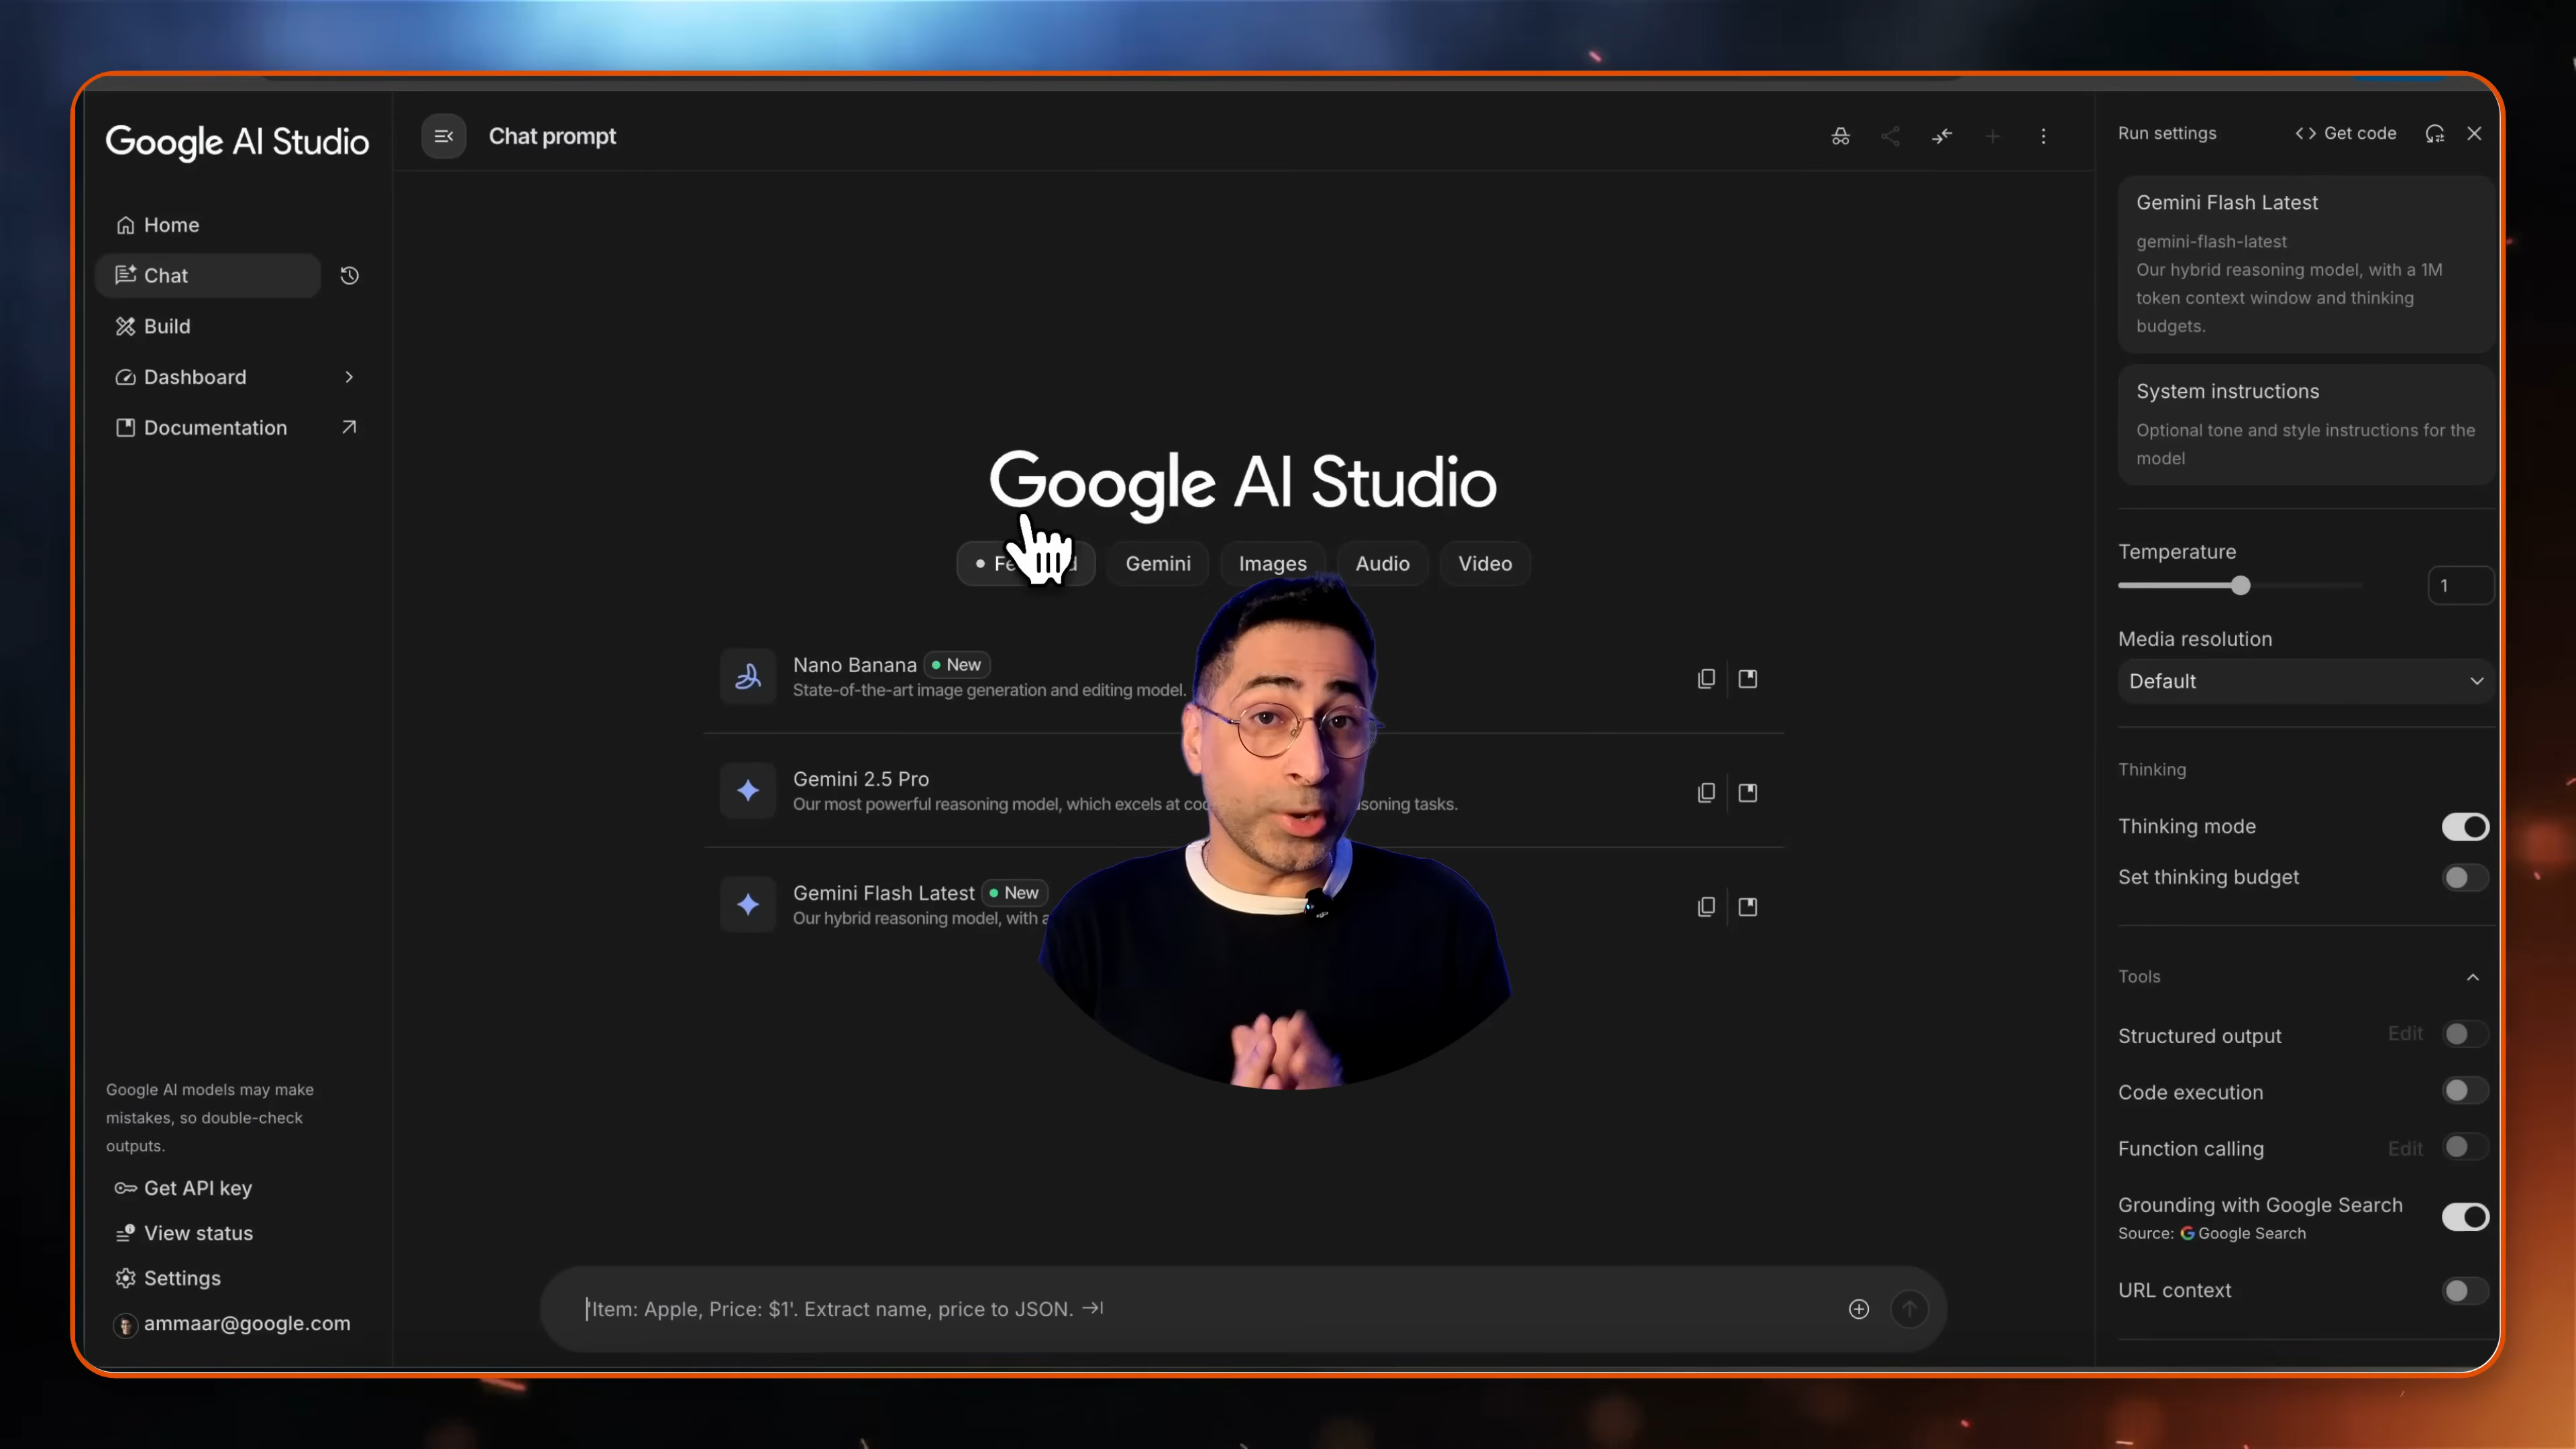 Google AI Studio
Home
Chat
Build
Dashboard
Documentation
Google AI models may make
mistakes, so double-check
outputs.
Get API key
View status
Settings
ammaar@google.com
Chat prompt
Google AI Studio
Gemini
Images
Audio
Video
Nano Banana
New
State-of-the-art image generation and editing model.
Gemini 2.5 Pro
Our most powerful reasoning model, which excels at
tasks.
Gemini Flash Latest
New
Our hybrid reasoning model, with
'Item: Apple, Price: $1'. Extract name, price to JSON.
Run settings
<> Get code
Gemini Flash Latest
gemini-flash-latest
Our hybrid reasoning model, with a 1M
token context window and thinking
budgets.
System instructions
Optional tone and style instructions for the
model
Temperature
1
Media resolution
Default
Thinking
Thinking mode
Set thinking budget
Tools
Structured output
Edit
Code execution
Function calling
Edit
Grounding with Google Search
Source: G Google Search
URL context